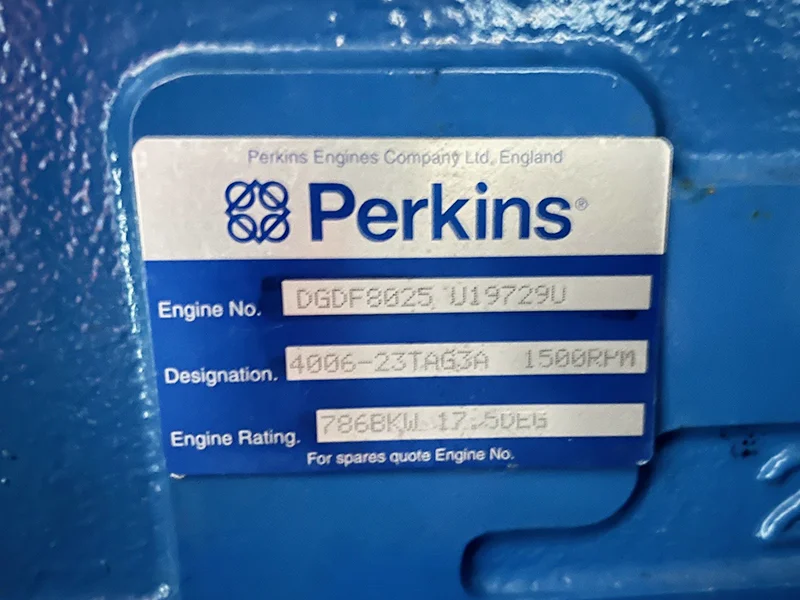 Perkins Engines Company Ltd, England
Perkins®
Engine No. DGDF8025 U19729U
Designation. 4006-23TAG3A 1500RPM
Engine Rating. 786BKW 17.5DEG
For spares quote Engine No.
2